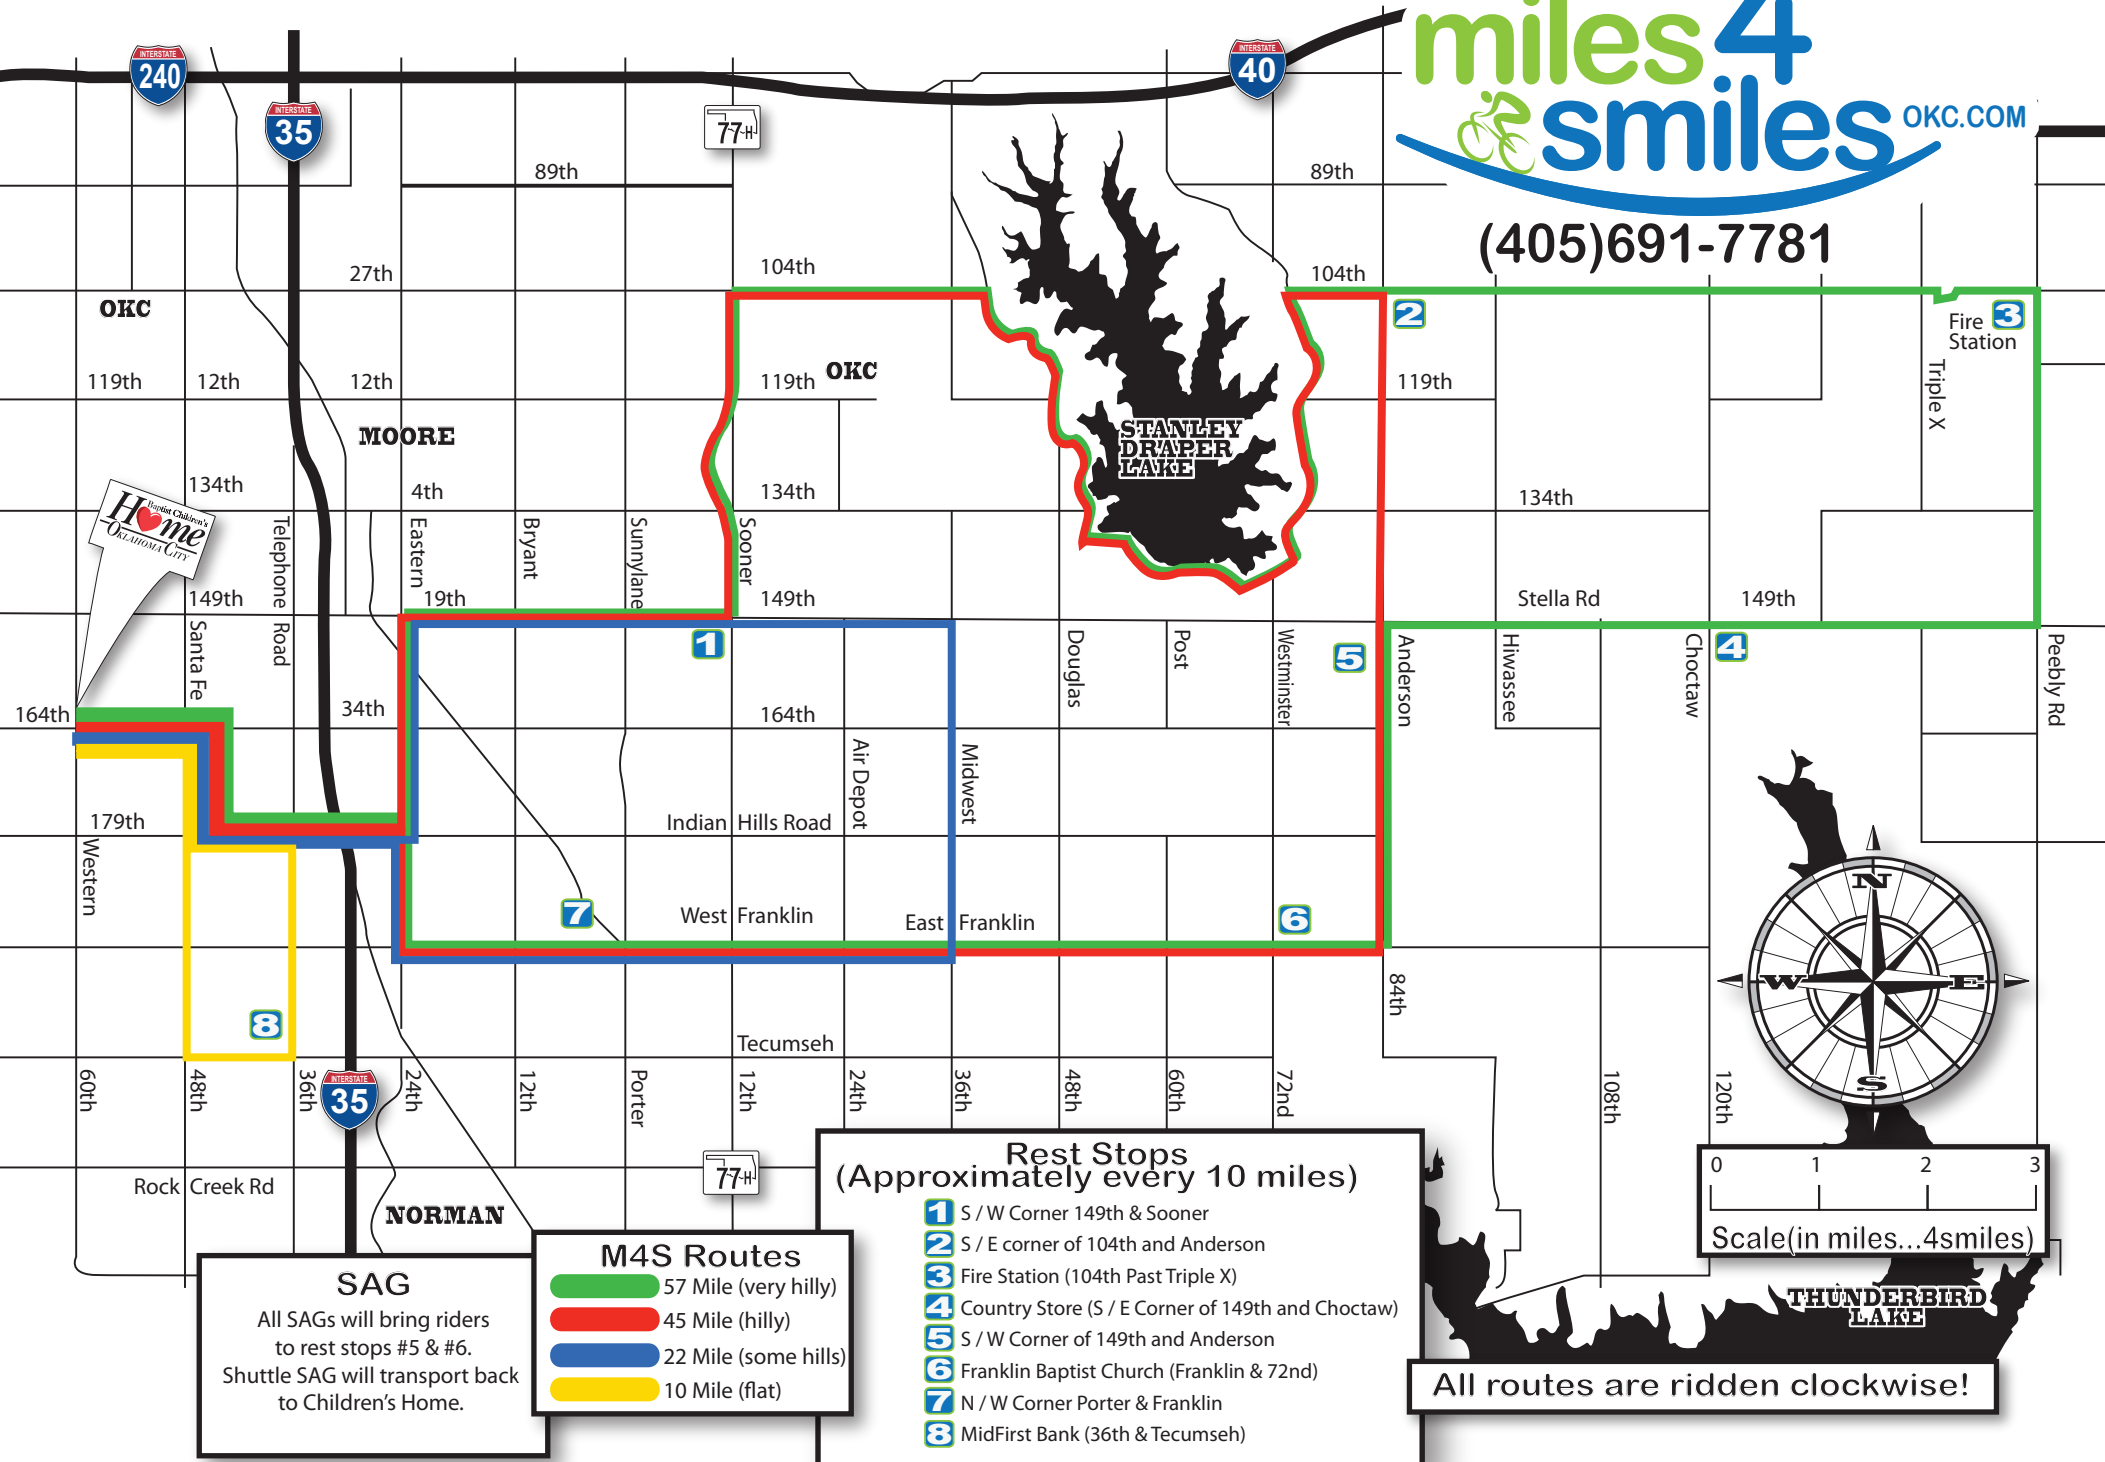 miles 4
smiles OKC.COM
(405)691-7781
INTERSTATE
240
INTERSTATE
35
INTERSTATE
40
77-H
89th
89th
27th
104th
104th
OKC
Fire
Station
2
3
119th
12th
12th
119th
OKC
119th
Triple X
MOORE
STANLEY
DRAPER
LAKE
Baptist Children's
Home
OKLAHOMA CITY
134th
4th
134th
134th
Telephone Road
Eastern
Bryant
Sunnylane
Sooner
149th
19th
149th
Stella Rd
149th
Santa Fe
1
5
4
Douglas
Post
Westminster
Anderson
Hiwassee
Choctaw
Peebly Rd
164th
34th
164th
Air Depot
Midwest
179th
Indian Hills Road
Western
7
West Franklin
East Franklin
6
84th
8
Tecumseh
60th
48th
36th
24th
12th
Porter
12th
24th
36th
48th
60th
72nd
108th
120th
INTERSTATE
35
77-H
Rock Creek Rd
NORMAN
N
W
E
S
0 1 2 3
Scale(in miles...4smiles)
THUNDERBIRD
LAKE
All routes are ridden clockwise!
SAG
All SAGs will bring riders
to rest stops #5 & #6.
Shuttle SAG will transport back
to Children's Home.
M4S Routes
57 Mile (very hilly)
45 Mile (hilly)
22 Mile (some hills)
10 Mile (flat)
Rest Stops
(Approximately every 10 miles)
1 S / W Corner 149th & Sooner
2 S / E corner of 104th and Anderson
3 Fire Station (104th Past Triple X)
4 Country Store (S / E Corner of 149th and Choctaw)
5 S / W Corner of 149th and Anderson
6 Franklin Baptist Church (Franklin & 72nd)
7 N / W Corner Porter & Franklin
8 MidFirst Bank (36th & Tecumseh)